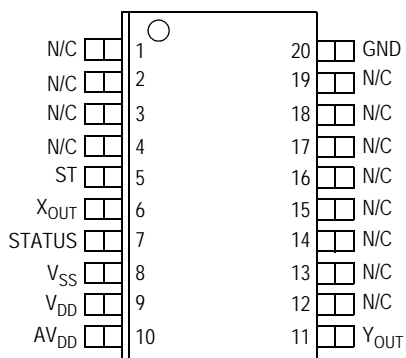 N/C 1 20 GND
N/C 2 19 N/C
N/C 3 18 N/C
N/C 4 17 N/C
ST 5 16 N/C
XOUT 6 15 N/C
STATUS 7 14 N/C
VSS 8 13 N/C
VDD 9 12 N/C
AVDD 10 11 YOUT